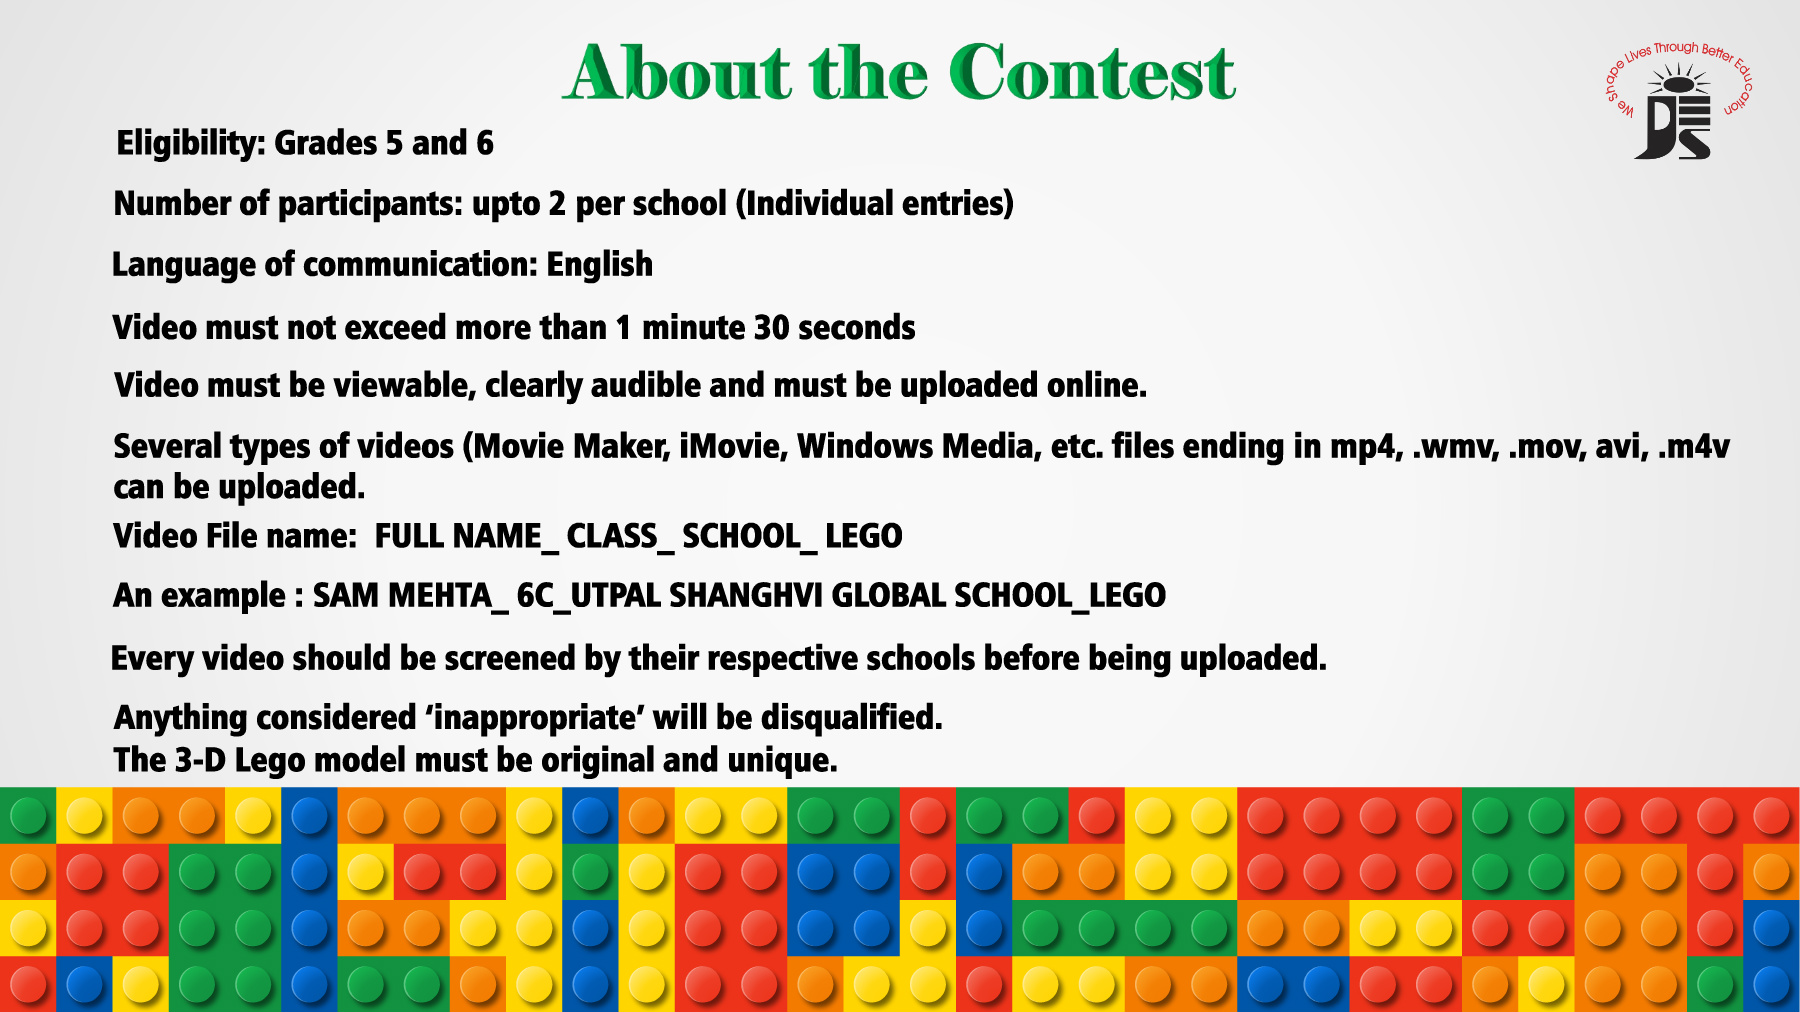 About the Contest
We Shape Lives Through Better Education
DES
Eligibility: Grades 5 and 6
Number of participants: upto 2 per school (Individual entries)
Language of communication: English
Video must not exceed more than 1 minute 30 seconds
Video must be viewable, clearly audible and must be uploaded online.
Several types of videos (Movie Maker, iMovie, Windows Media, etc. files ending in mp4, .wmv, .mov, avi, .m4v
can be uploaded.
Video File name: FULL NAME_ CLASS_ SCHOOL_ LEGO
An example : SAM MEHTA_ 6C_UTPAL SHANGHVI GLOBAL SCHOOL_LEGO
Every video should be screened by their respective schools before being uploaded.
Anything considered ‘inappropriate’ will be disqualified.
The 3-D Lego model must be original and unique.